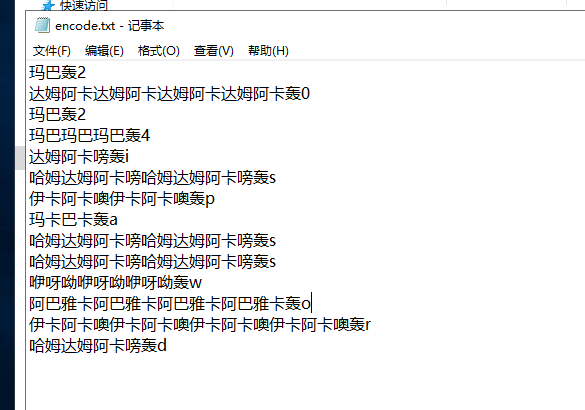 快速访问
encode.txt - 记事本
文件(F) 编辑(E) 格式(O) 查看(V) 帮助(H)
玛巴轰2
达姆阿卡达姆阿卡达姆阿卡达姆阿卡轰0
玛巴轰2
玛巴玛巴玛巴轰4
达姆阿卡嗙轰i
哈姆达姆阿卡嗙哈姆达姆阿卡嗙轰s
伊卡阿卡噢伊卡阿卡噢轰p
玛卡巴卡轰a
哈姆达姆阿卡嗙哈姆达姆阿卡嗙轰s
哈姆达姆阿卡嗙哈姆达姆阿卡嗙轰s
咿呀呦咿呀呦咿呀呦轰w
阿巴雅卡阿巴雅卡阿巴雅卡阿巴雅卡轰o
伊卡阿卡噢伊卡阿卡噢伊卡阿卡噢伊卡阿卡噢轰r
哈姆达姆阿卡嗙轰d